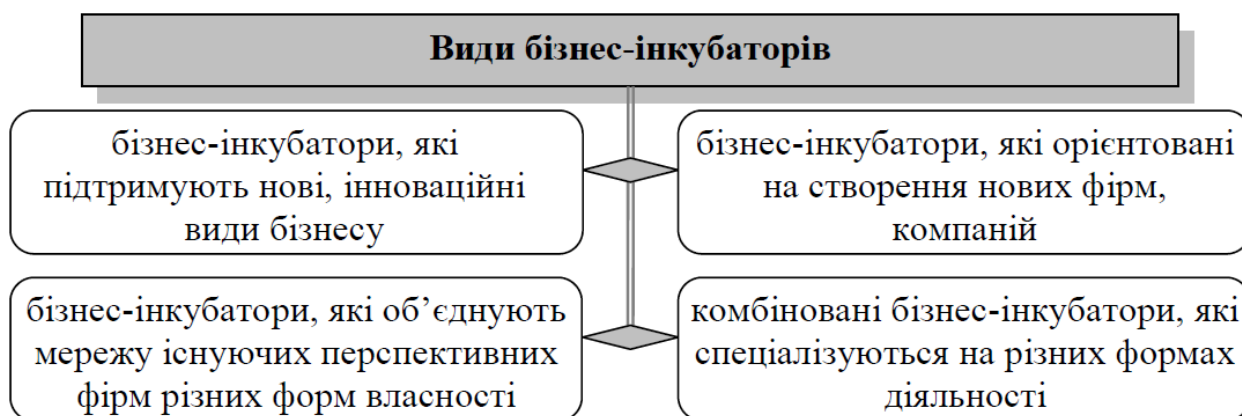 Види бізнес-інкубаторів
бізнес-інкубатори, які
підтримують нові, інноваційні
види бізнесу
бізнес-інкубатори, які орієнтовані
на створення нових фірм,
компаній
бізнес-інкубатори, які об’єднують
мережу існуючих перспективних
фірм різних форм власності
комбіновані бізнес-інкубатори, які
спеціалізуються на різних формах
діяльності